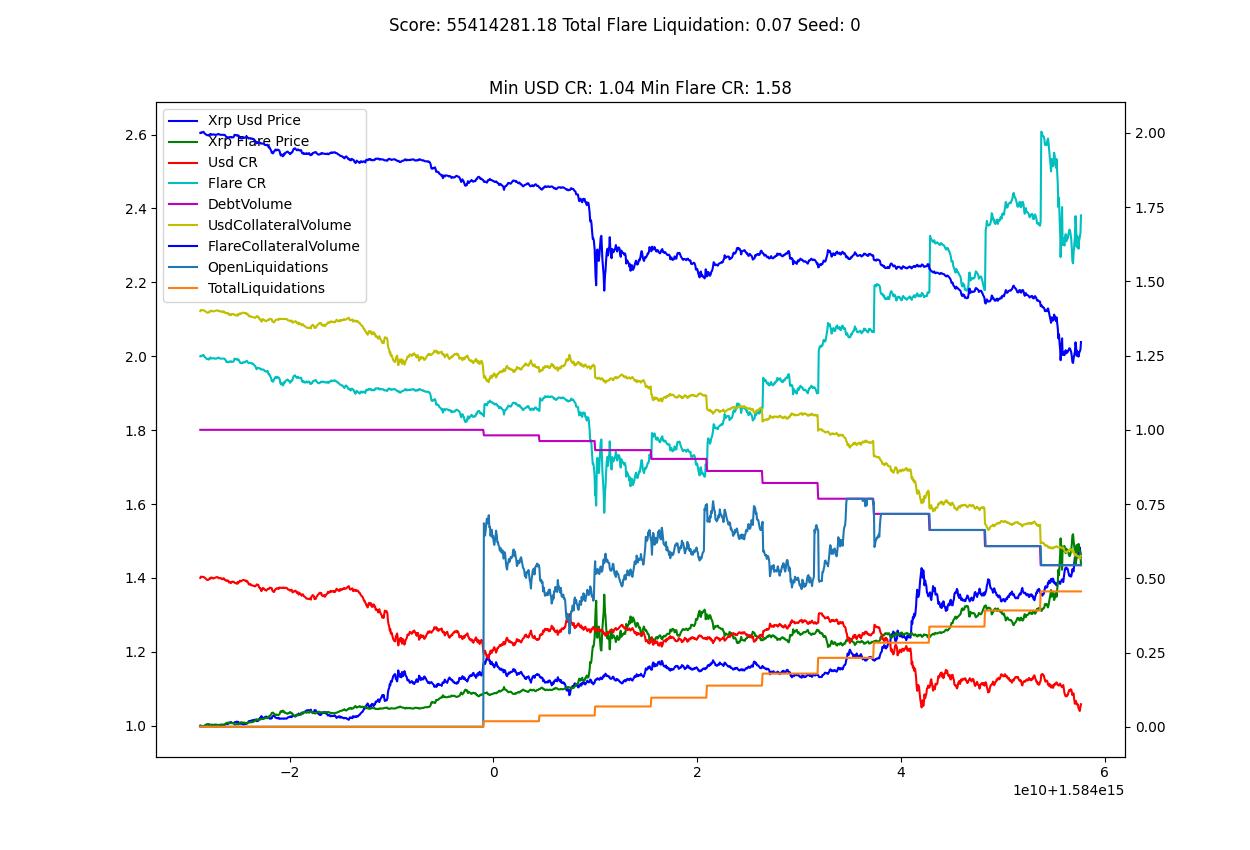 Score: 55414281.18 Total Flare Liquidation: 0.07 Seed: 0
Min USD CR: 1.04 Min Flare CR: 1.58
Xrp Usd Price
Xrp Flare Price
Usd CR
Flare CR
DebtVolume
UsdCollateralVolume
FlareCollateralVolume
OpenLiquidations
TotalLiquidations
2.6
2.4
2.2
2.0
1.8
1.6
1.4
1.2
1.0
2.00
1.75
1.50
1.25
1.00
0.75
0.50
0.25
0.00
−2 0 2 4 6
1e10+1.584e15